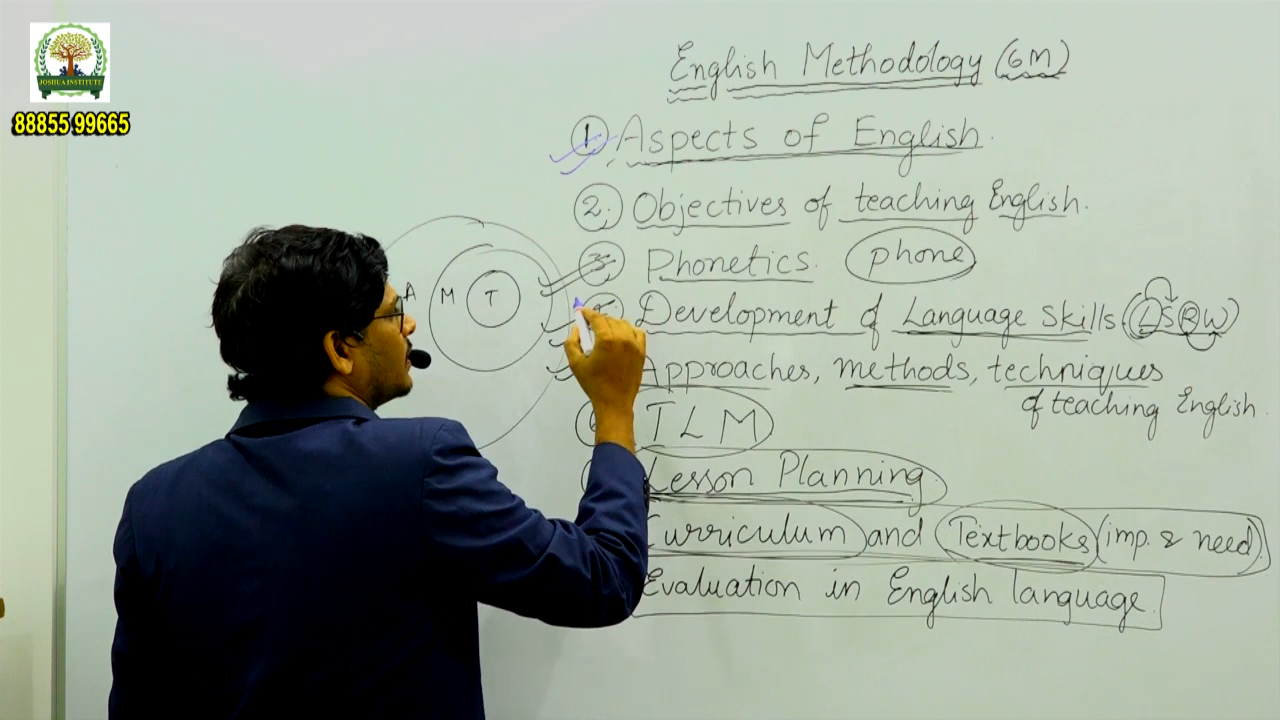 JOSHUA INSTITUTE
88855 99665
English Methodology (6M)
1 Aspects of English.
2. Objectives of teaching English.
3 Phonetics. phone
Development of Language Skills (LSRW)
Approaches, methods, techniques
of teaching English.
TLM
Lesson Planning
Curriculum and Textbooks (imp. & need)
Evaluation in English language.
A M T